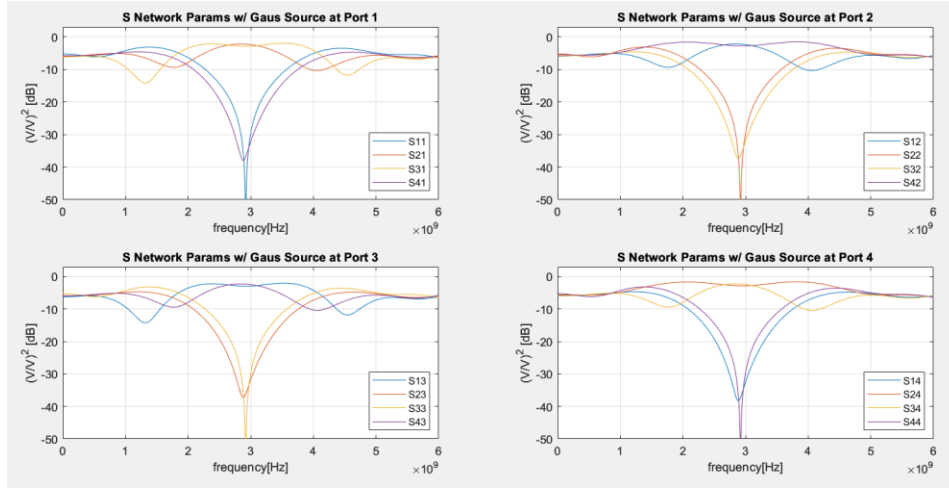 S Network Params w/ Gaus Source at Port 1
(V/V)² [dB]
0
-10
-20
-30
-40
-50
S11
S21
S31
S41
0 1 2 3 4 5 6
frequency[Hz]
×10⁹
S Network Params w/ Gaus Source at Port 2
(V/V)² [dB]
0
-10
-20
-30
-40
-50
S12
S22
S32
S42
0 1 2 3 4 5 6
frequency[Hz]
×10⁹
S Network Params w/ Gaus Source at Port 3
(V/V)² [dB]
0
-10
-20
-30
-40
-50
S13
S23
S33
S43
0 1 2 3 4 5 6
frequency[Hz]
×10⁹
S Network Params w/ Gaus Source at Port 4
(V/V)² [dB]
0
-10
-20
-30
-40
-50
S14
S24
S34
S44
0 1 2 3 4 5 6
frequency[Hz]
×10⁹